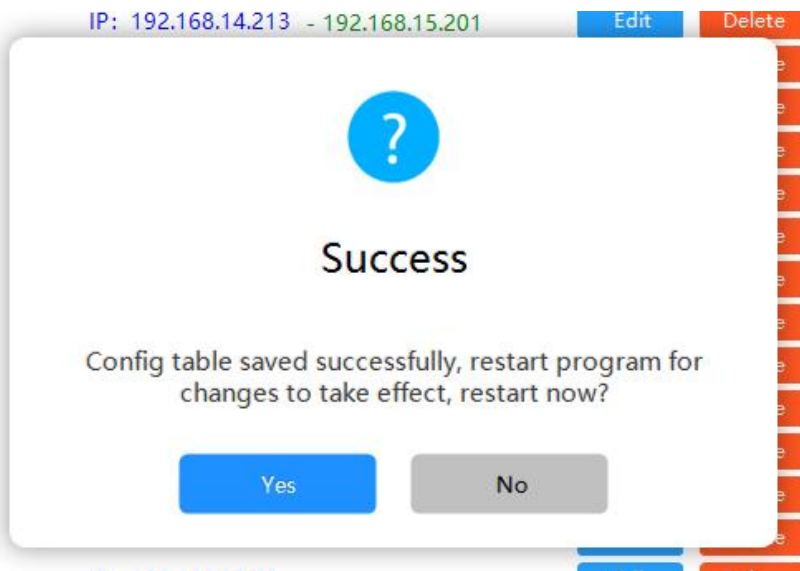 IP: 192.168.14.213 - 192.168.15.201 Edit Delete
?
Success
Config table saved successfully, restart program for
changes to take effect, restart now?
Yes No